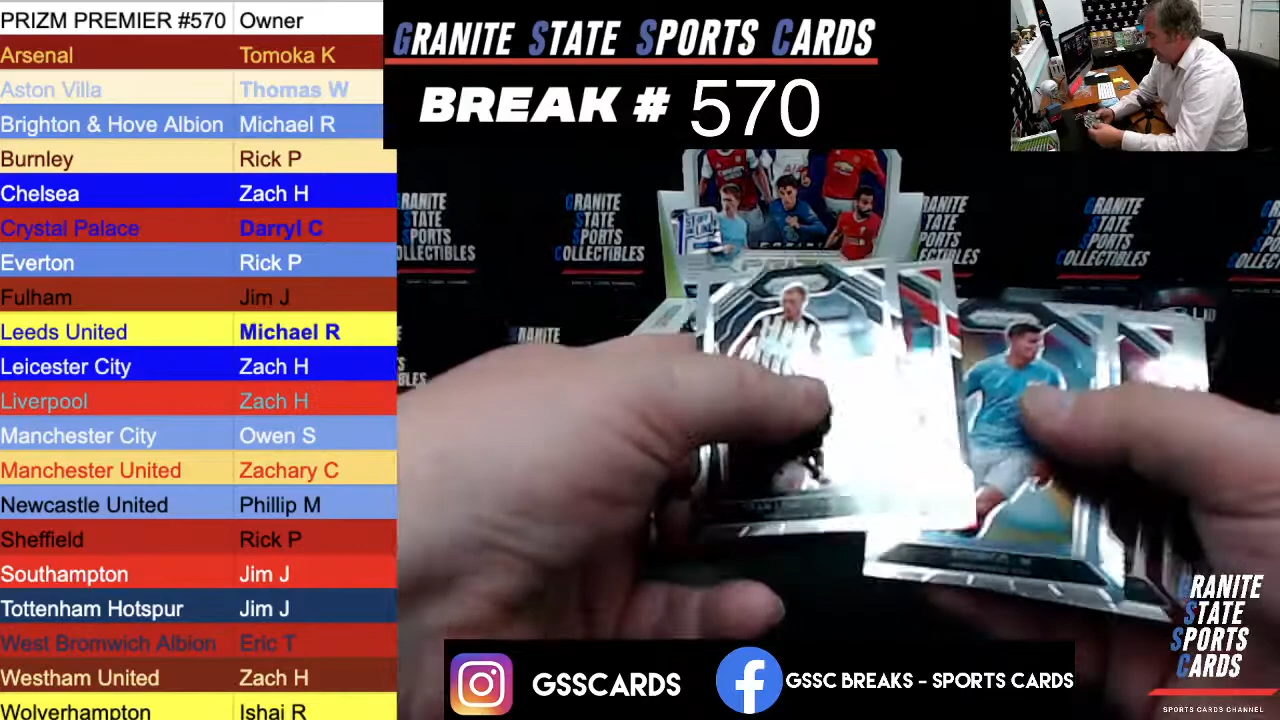 PRIZM PREMIER #570 Owner
Arsenal Tomoka K
Aston Villa Thomas W
Brighton & Hove Albion Michael R
Burnley Rick P
Chelsea Zach H
Crystal Palace Darryl C
Everton Rick P
Fulham Jim J
Leeds United Michael R
Leicester City Zach H
Liverpool Zach H
Manchester City Owen S
Manchester United Zachary C
Newcastle United Phillip M
Sheffield Rick P
Southampton Jim J
Tottenham Hotspur Jim J
West Bromwich Albion Eric T
Westham United Zach H
Wolverhampton Ishai R
GRANITE STATE SPORTS CARDS
BREAK # 570
GRANITE
STATE
SPORTS
COLLECTIBLES
GRANITE
STATE
SPORTS
COLLECTIBLES
GRANITE
STATE
SPORTS
COLLECTIBLES
GRANITE
GSSCARDS
GSSC BREAKS - SPORTS CARDS
GRANITE
STATE
SPORTS
CARDS
SPORTS CARDS CHANNEL